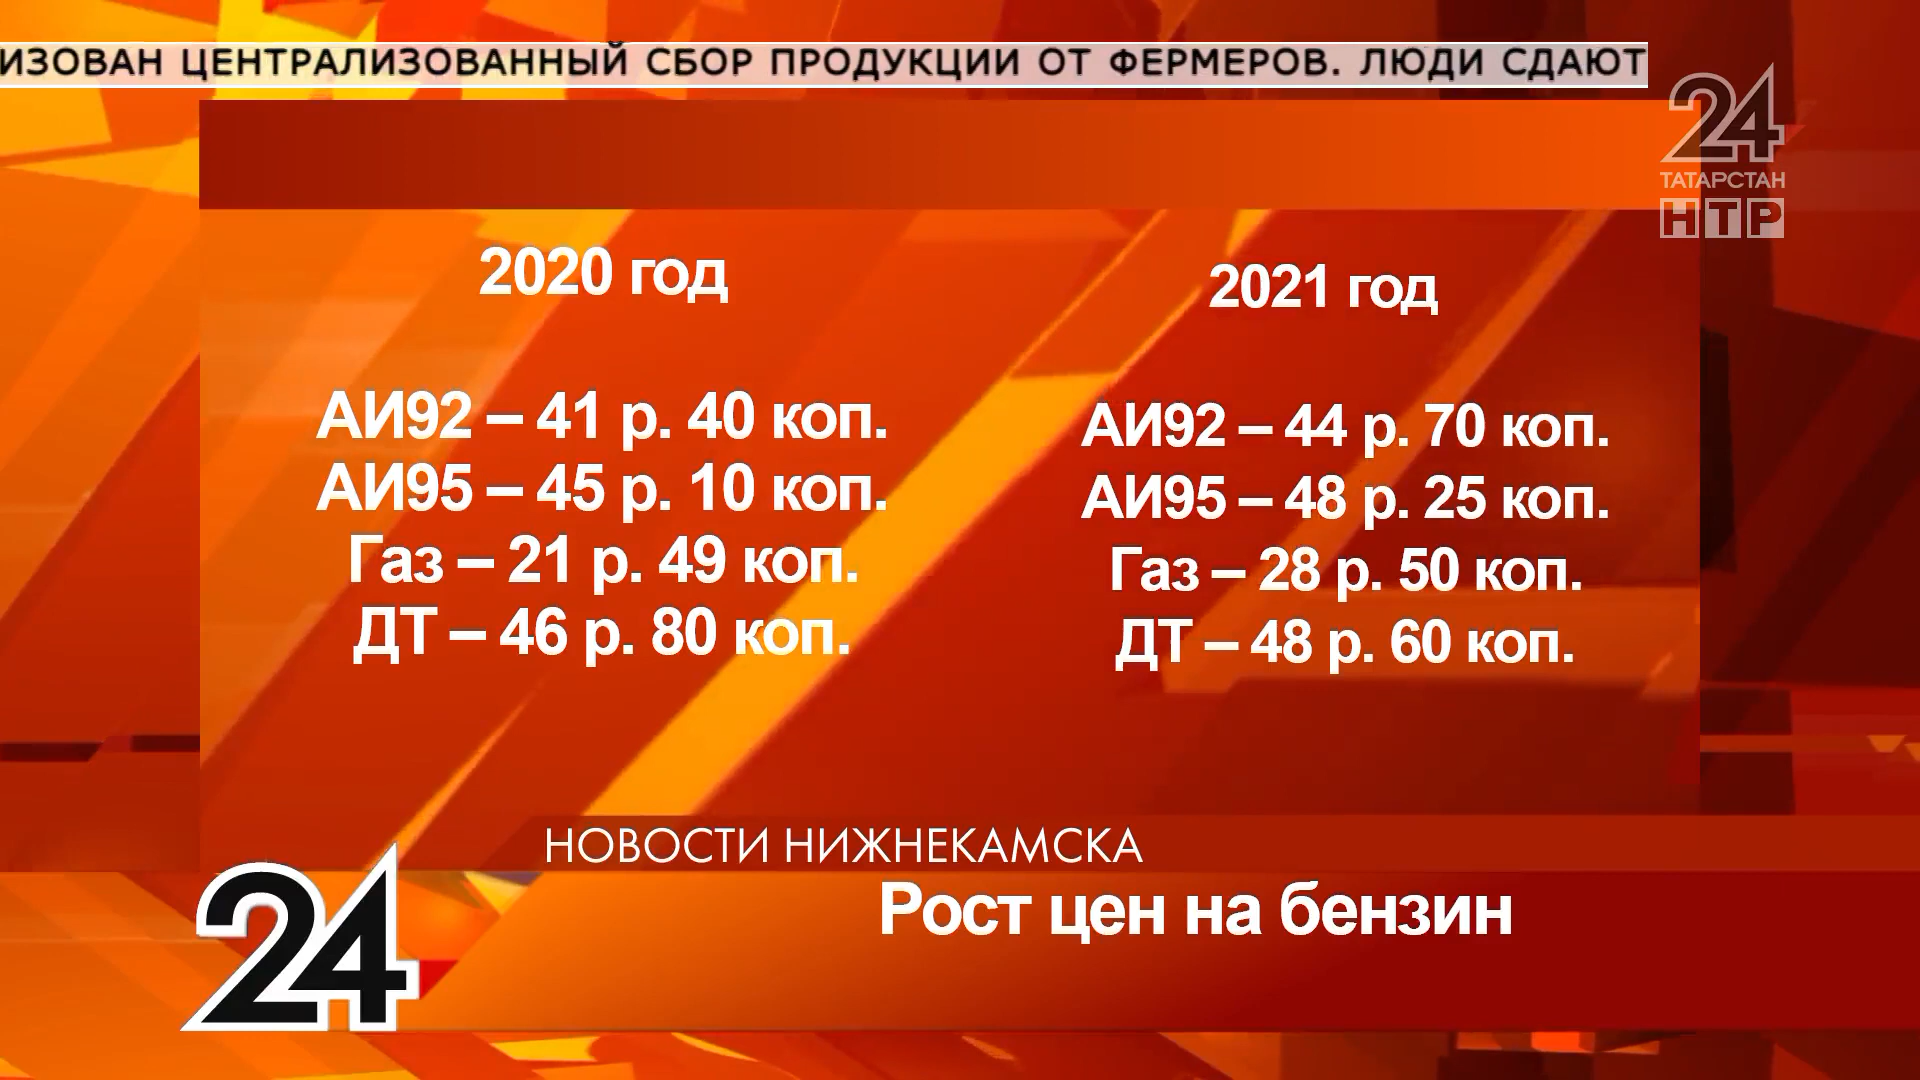 ИЗОВАН ЦЕНТРАЛИЗОВАННЫЙ СБОР ПРОДУКЦИИ ОТ ФЕРМЕРОВ. ЛЮДИ СДАЮТ
24
ТАТАРСТАН
НТР
2020 год
АИ92 – 41 р. 40 коп.
АИ95 – 45 р. 10 коп.
Газ – 21 р. 49 коп.
ДТ – 46 р. 80 коп.
2021 год
АИ92 – 44 р. 70 коп.
АИ95 – 48 р. 25 коп.
Газ – 28 р. 50 коп.
ДТ – 48 р. 60 коп.
НОВОСТИ НИЖНЕКАМСКА
24
Рост цен на бензин